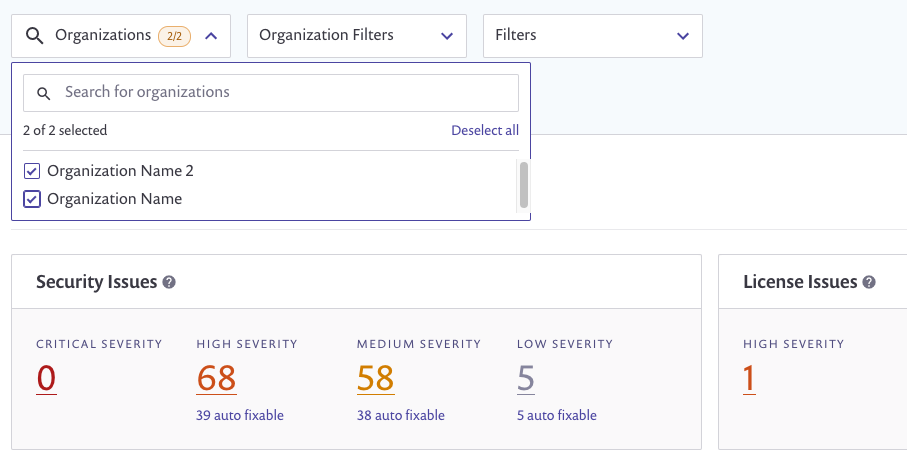 Organizations 2/2 Organization Filters Filters
Search for organizations
2 of 2 selected Deselect all
Organization Name 2
Organization Name
Security Issues ? License Issues ?
CRITICAL SEVERITY HIGH SEVERITY MEDIUM SEVERITY LOW SEVERITY HIGH SEVERITY
0 68 58 5 1
39 auto fixable 38 auto fixable 5 auto fixable